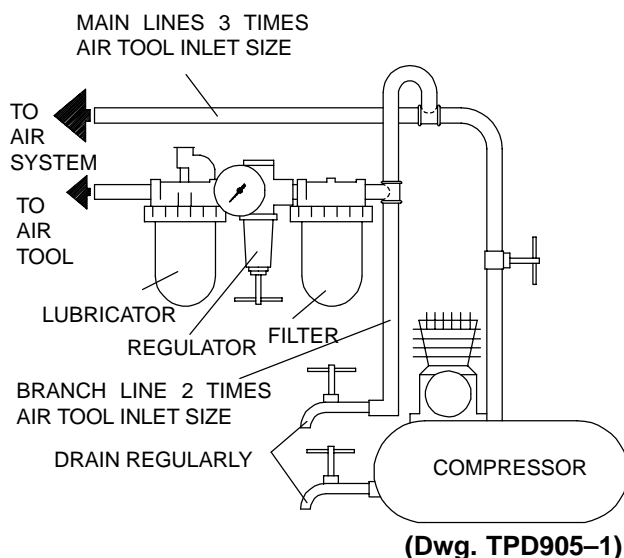 MAIN LINES 3 TIMES
AIR TOOL INLET SIZE
TO
AIR
SYSTEM
TO
AIR
TOOL
LUBRICATOR
REGULATOR
FILTER
BRANCH LINE 2 TIMES
AIR TOOL INLET SIZE
DRAIN REGULARLY
COMPRESSOR
(Dwg. TPD905–1)